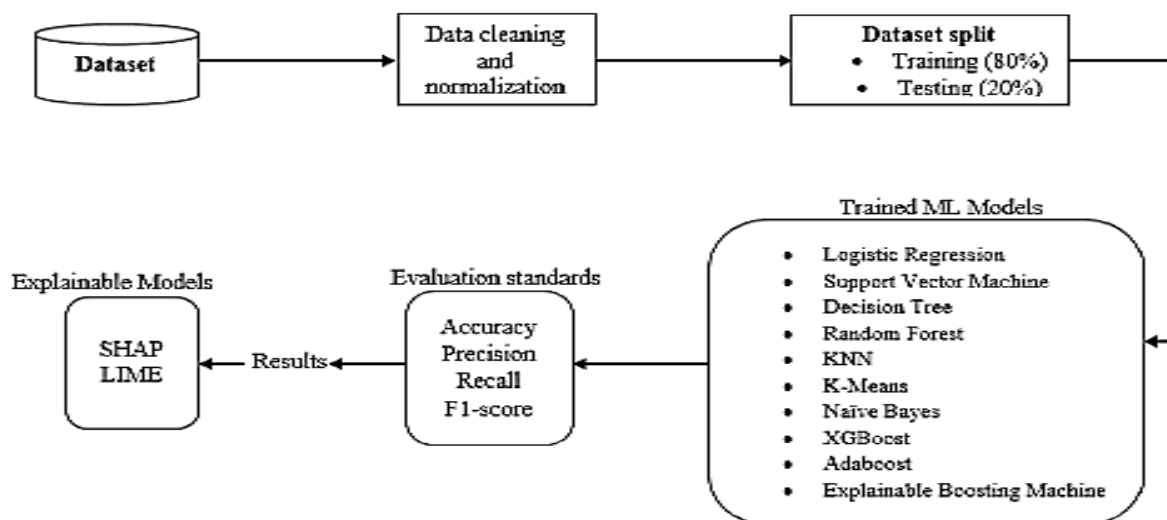 Dataset
Data cleaning
and
normalization
Dataset split
• Training (80%)
• Testing (20%)
Trained ML Models
• Logistic Regression
• Support Vector Machine
• Decision Tree
• Random Forest
• KNN
• K-Means
• Naïve Bayes
• XGBoost
• Adaboost
• Explainable Boosting Machine
Evaluation standards
Accuracy
Precision
Recall
F1-score
Results
Explainable Models
SHAP
LIME